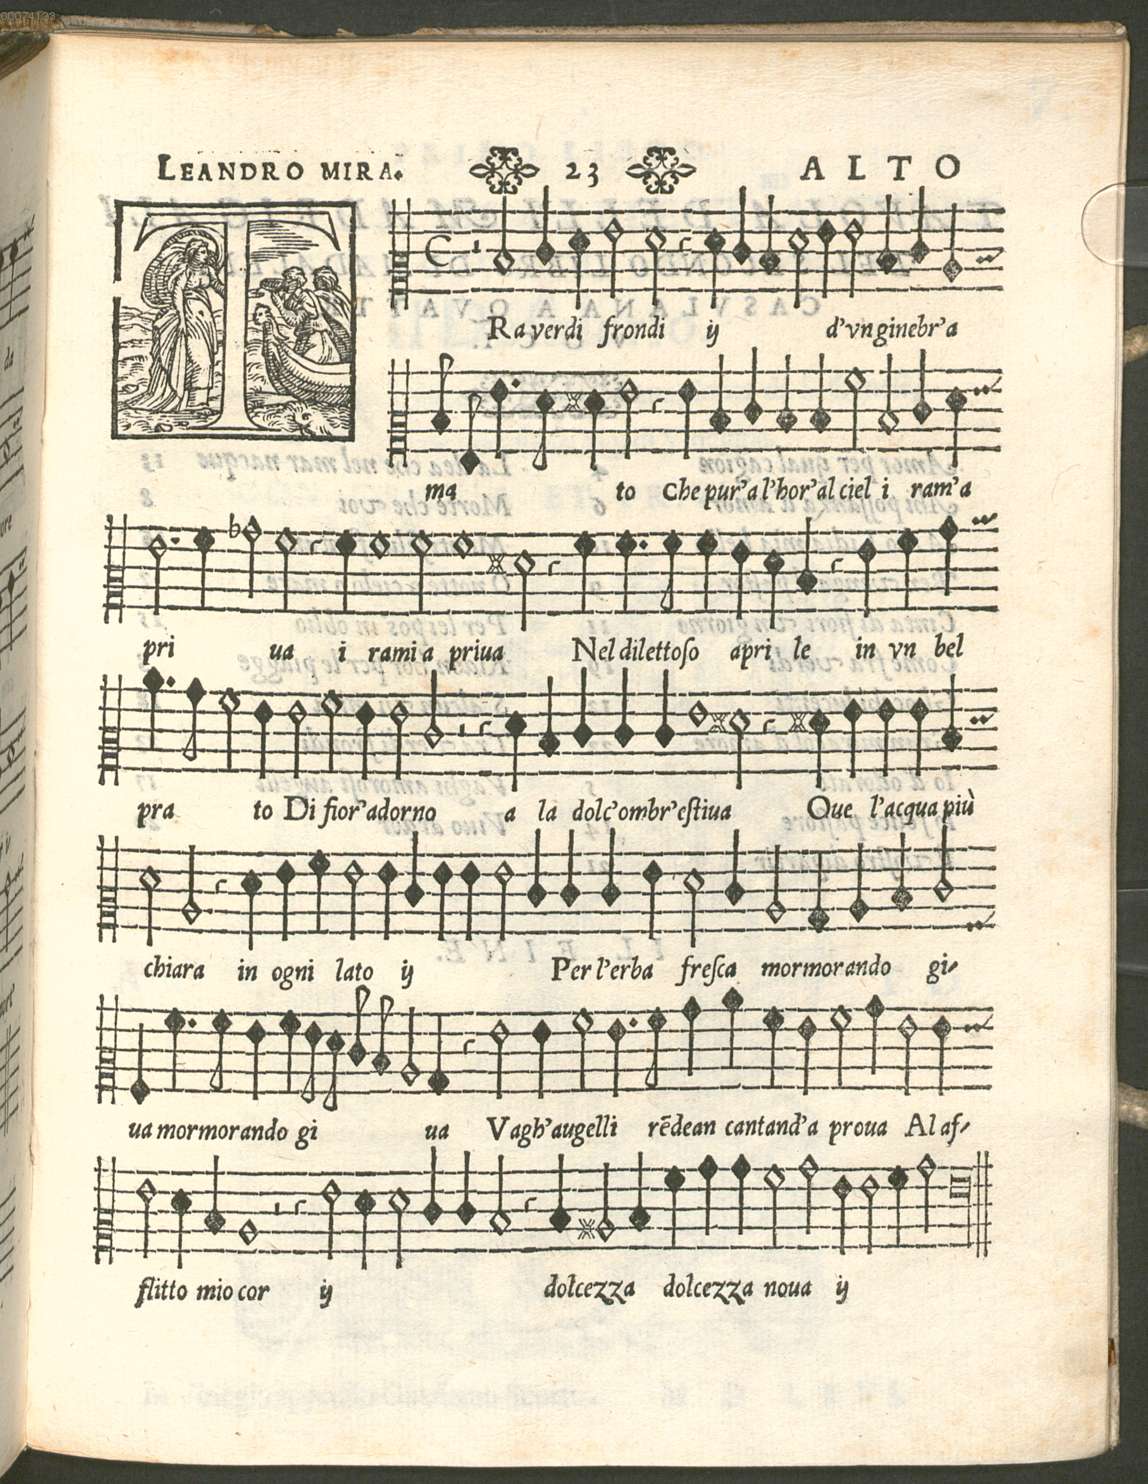 00074133
LEANDRO MIRA.
23
ALTO
T
Ra verdi frondi ij d'vn ginebr'a
ma to Che pur'a l'hor'al ciel i ram'a
pri ua i rami a priua Nel dilettoso apri le in vn bel
pra to Di fior'adorno a la dolc'ombr'estiua Oue l'acqua più
chiara in ogni lato ij Per l'erba fresca mormorando gi-
ua mormorando gi ua Vagh'augelli rẽdean cantand'a proua Al af-
flitto mio cor ij dolcezza dolcezza noua ij